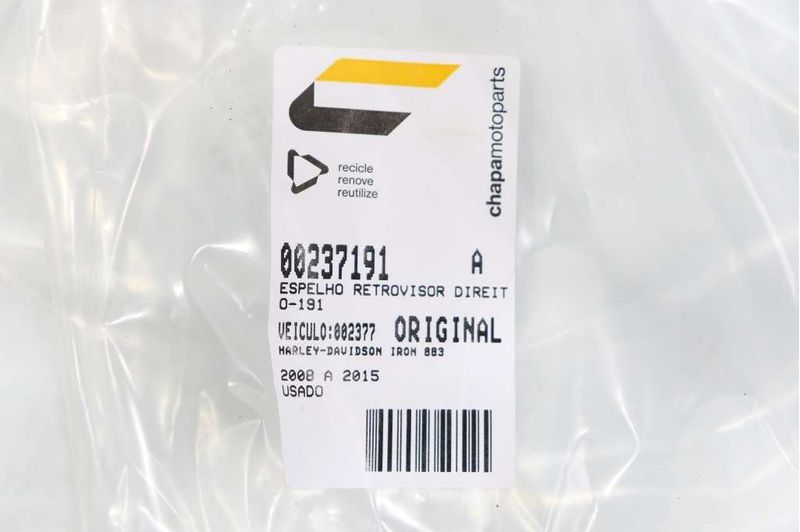 chapamotoparts
recicle
renove
reutilize
00237191 A
ESPELHO RETROVISOR DIREIT
O-191
VEICULO:002377 ORIGINAL
HARLEY-DAVIDSON IRON 883
2008 A 2015
USADO